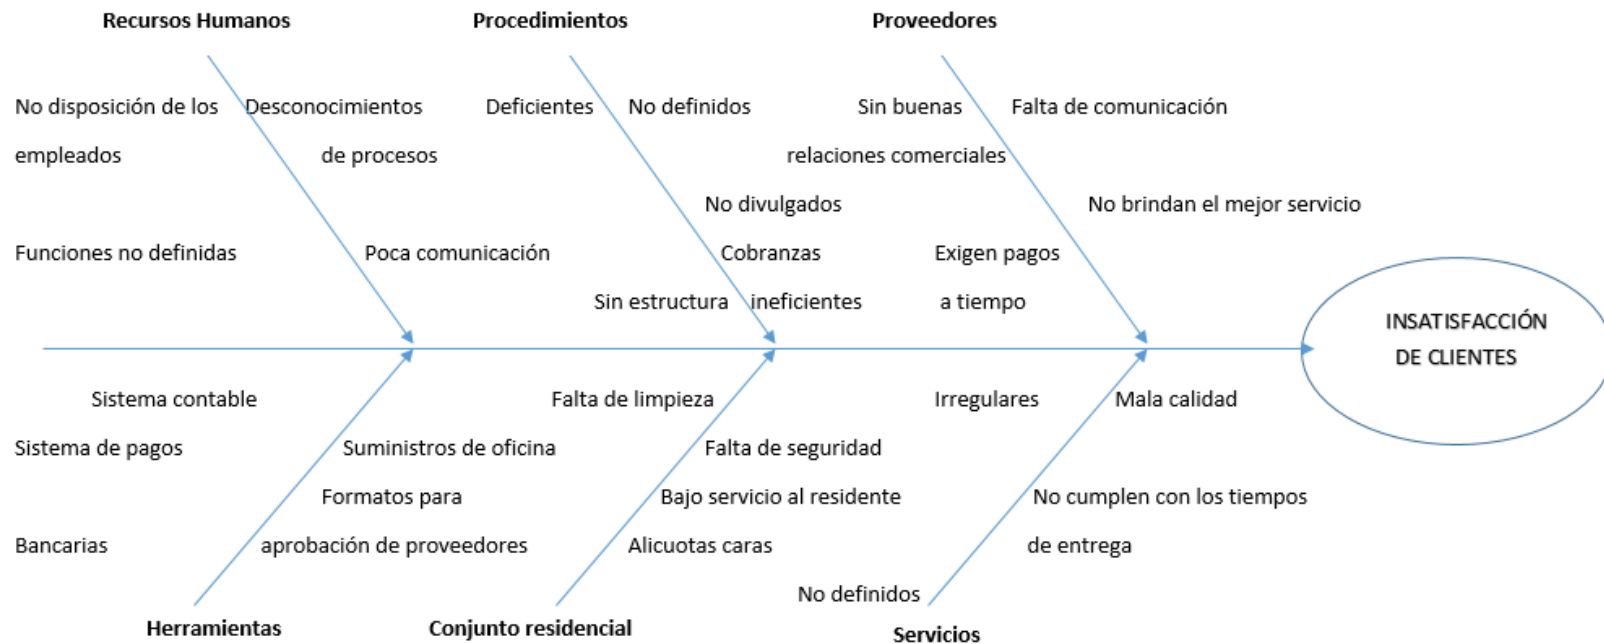 Recursos Humanos Procedimientos Proveedores
No disposición de los Desconocimientos Deficientes No definidos Sin buenas Falta de comunicación
empleados de procesos relaciones comerciales
No divulgados No brindan el mejor servicio
Funciones no definidas Poca comunicación Cobranzas Exigen pagos
Sin estructura ineficientes a tiempo
INSATISFACCIÓN
DE CLIENTES
Sistema contable Falta de limpieza Irregulares Mala calidad
Sistema de pagos Suministros de oficina Falta de seguridad
Formatos para Bajo servicio al residente No cumplen con los tiempos
Bancarias aprobación de proveedores Alicuotas caras de entrega
No definidos
Herramientas Conjunto residencial Servicios